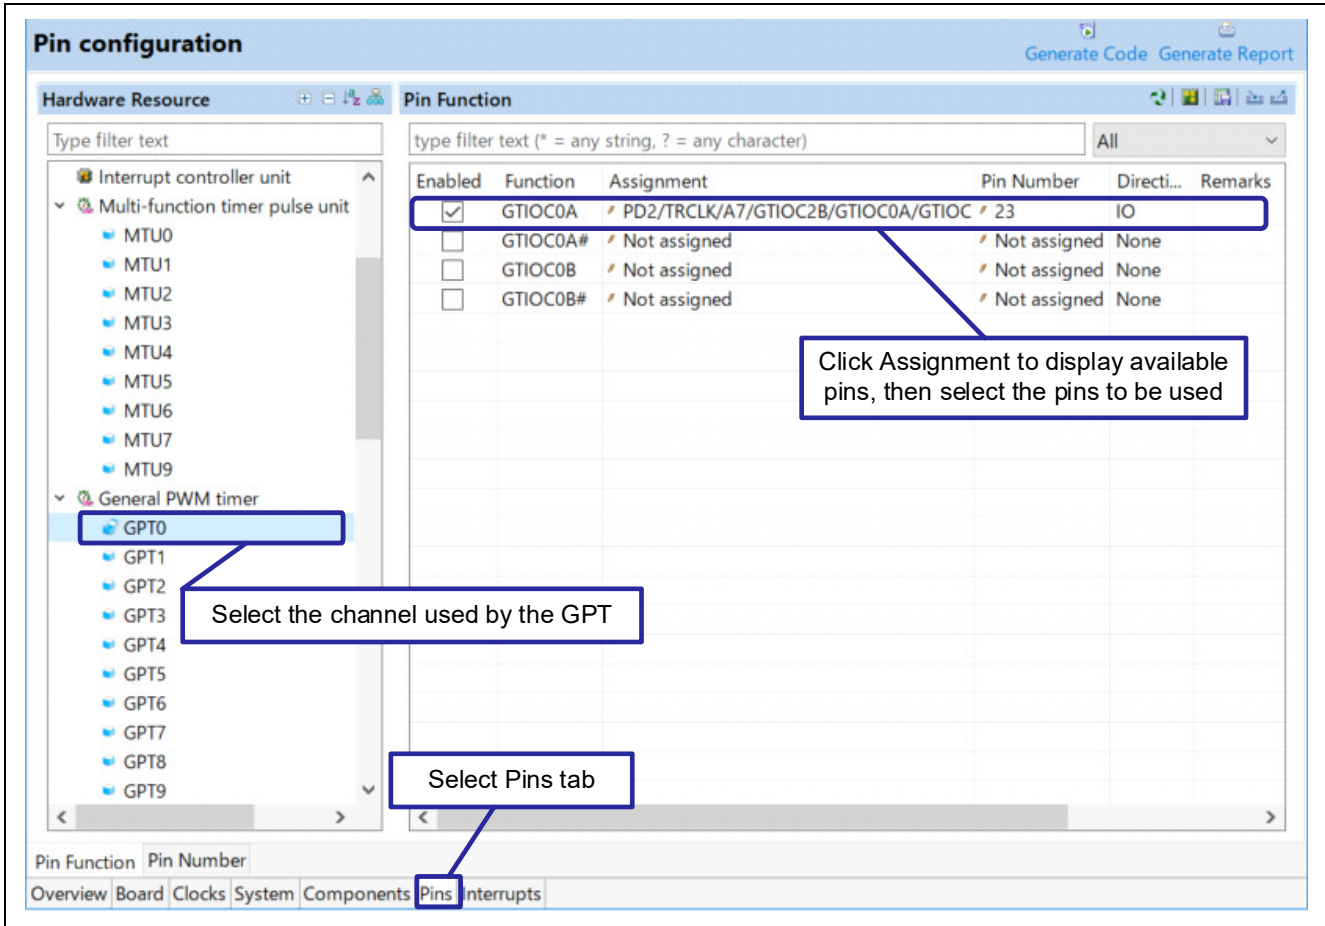 Pin configuration
Generate Code Generate Report
Hardware Resource
Pin Function
Type filter text
type filter text (* = any string, ? = any character)
All
Interrupt controller unit
Multi-function timer pulse unit
MTU0
MTU1
MTU2
MTU3
MTU4
MTU5
MTU6
MTU7
MTU9
General PWM timer
GPT0
GPT1
GPT2
GPT3
GPT4
GPT5
GPT6
GPT7
GPT8
GPT9
Enabled Function Assignment Pin Number Directi... Remarks
GTIOC0A PD2/TRCLK/A7/GTIOC2B/GTIOC0A/GTIOC 23 IO
GTIOC0A# Not assigned Not assigned None
GTIOC0B Not assigned Not assigned None
GTIOC0B# Not assigned Not assigned None
Click Assignment to display available
pins, then select the pins to be used
Select the channel used by the GPT
Select Pins tab
Pin Function Pin Number
Overview Board Clocks System Components Pins Interrupts